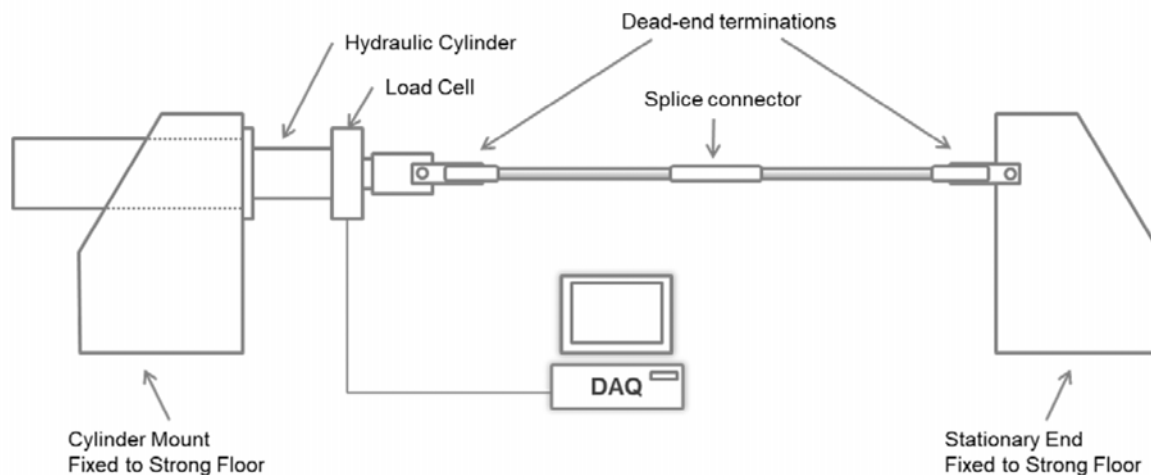 Dead-end terminations
Hydraulic Cylinder
Load Cell
Splice connector
DAQ
Cylinder Mount
Fixed to Strong Floor
Stationary End
Fixed to Strong Floor